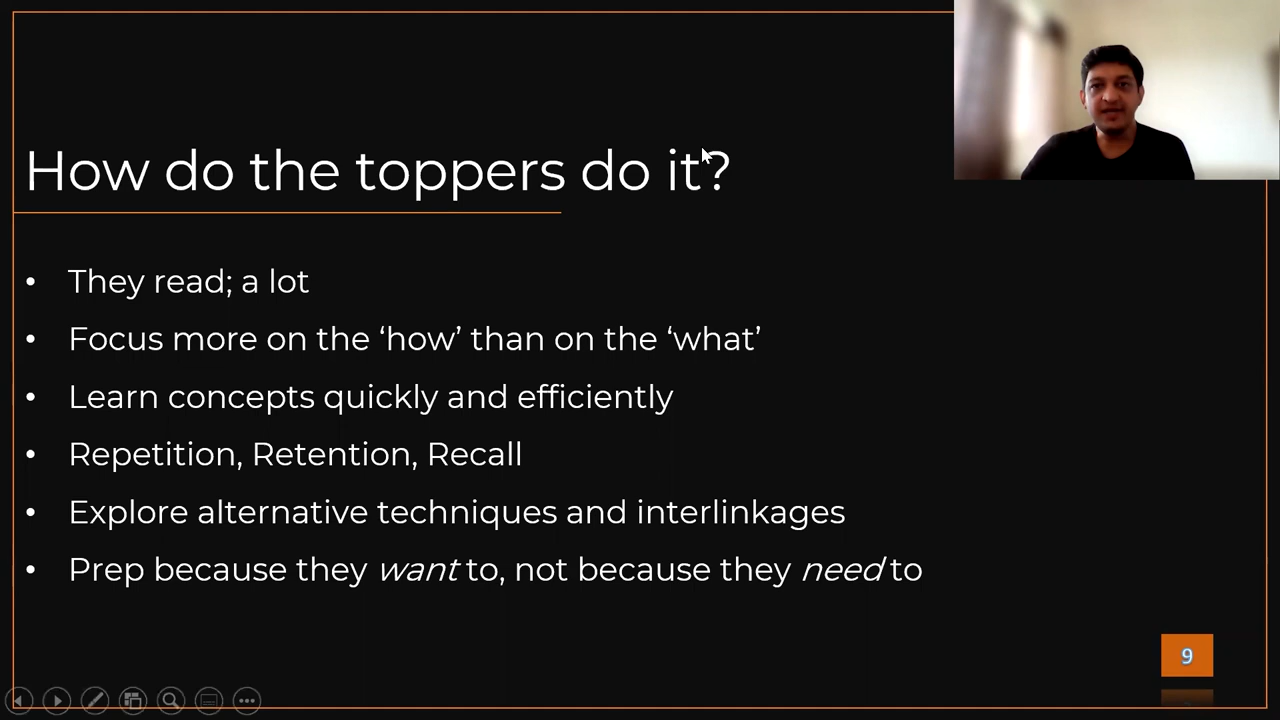 How do the toppers do it?
• They read; a lot
• Focus more on the ‘how’ than on the ‘what’
• Learn concepts quickly and efficiently
• Repetition, Retention, Recall
• Explore alternative techniques and interlinkages
• Prep because they want to, not because they need to
9